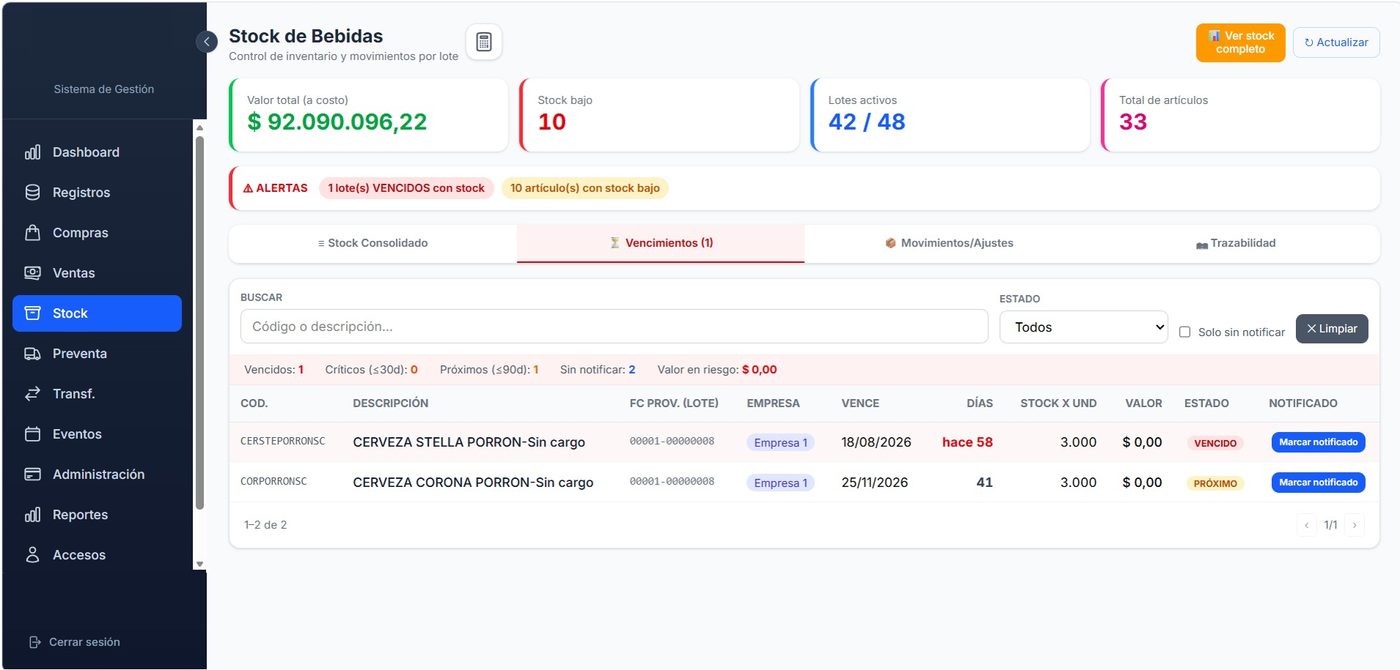 Sistema de Gestión
Dashboard
Registros
Compras
Ventas
Stock
Preventa
Transf.
Eventos
Administración
Reportes
Accesos
Cerrar sesión
Stock de Bebidas
Control de inventario y movimientos por lote
Ver stock
completo
↻ Actualizar
Valor total (a costo)
$ 92.090.096,22
Stock bajo
10
Lotes activos
42 / 48
Total de artículos
33
⚠ ALERTAS 1 lote(s) VENCIDOS con stock 10 artículo(s) con stock bajo
≡ Stock Consolidado
Vencimientos (1)
Movimientos/Ajustes
Trazabilidad
BUSCAR
Código o descripción...
ESTADO
Todos
Solo sin notificar
✕ Limpiar
Vencidos: 1 Críticos (≤30d): 0 Próximos (≤90d): 1 Sin notificar: 2 Valor en riesgo: $ 0,00
COD. DESCRIPCIÓN FC PROV. (LOTE) EMPRESA VENCE DÍAS STOCK X UND VALOR ESTADO NOTIFICADO
CERSTEPORRONSC CERVEZA STELLA PORRON-Sin cargo 00001-00000008 Empresa 1 18/08/2026 hace 58 3.000 $ 0,00 VENCIDO Marcar notificado
CORPORRONSC CERVEZA CORONA PORRON-Sin cargo 00001-00000008 Empresa 1 25/11/2026 41 3.000 $ 0,00 PRÓXIMO Marcar notificado
1–2 de 2
‹ 1/1 ›